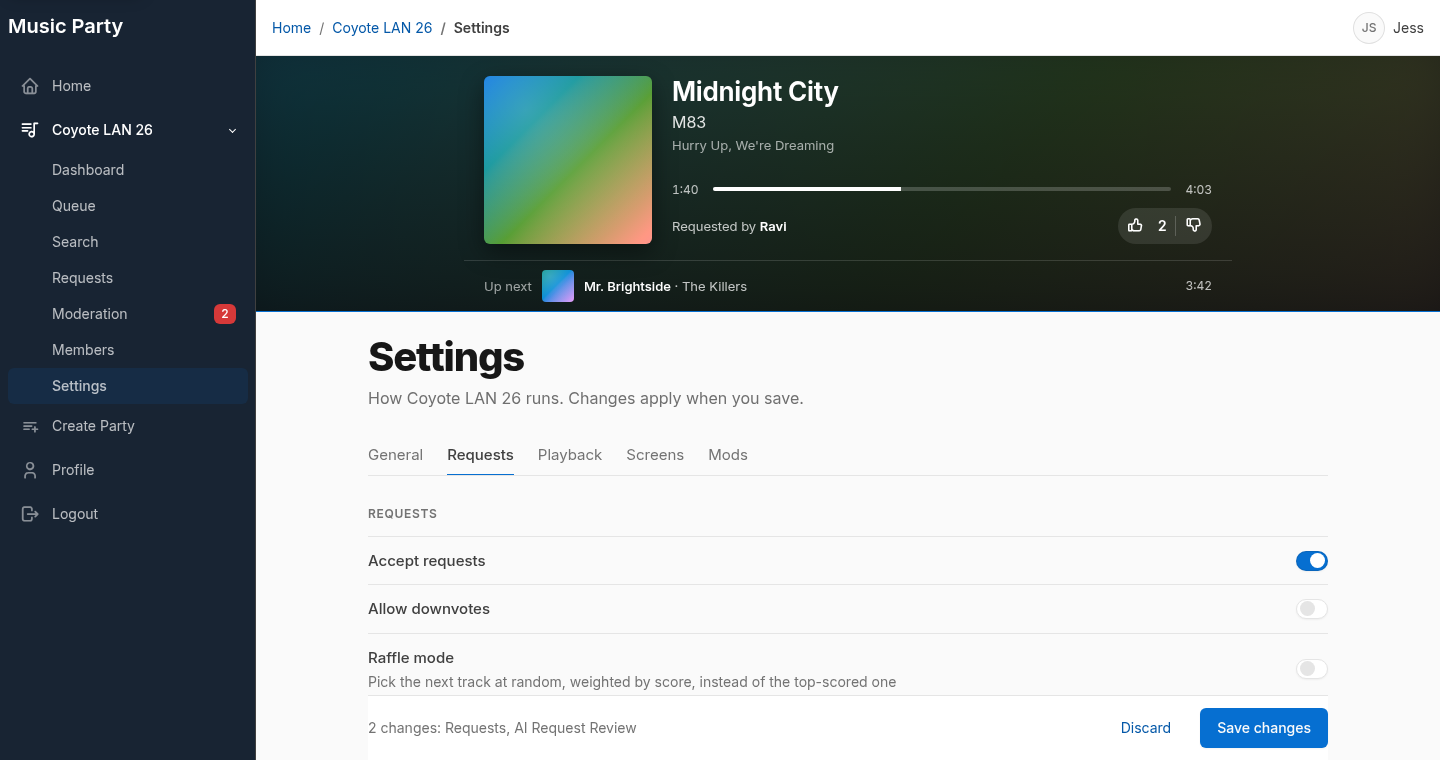 Music Party
Home
Coyote LAN 26
Dashboard
Queue
Search
Requests
Moderation 2
Members
Settings
Create Party
Profile
Logout
Home / Coyote LAN 26 / Settings
JS Jess
Midnight City
M83
Hurry Up, We're Dreaming
1:40 4:03
Requested by Ravi 2
Up next Mr. Brightside · The Killers 3:42
Settings
How Coyote LAN 26 runs. Changes apply when you save.
General Requests Playback Screens Mods
REQUESTS
Accept requests
Allow downvotes
Raffle mode
Pick the next track at random, weighted by score, instead of the top-scored one
2 changes: Requests, AI Request Review Discard Save changes